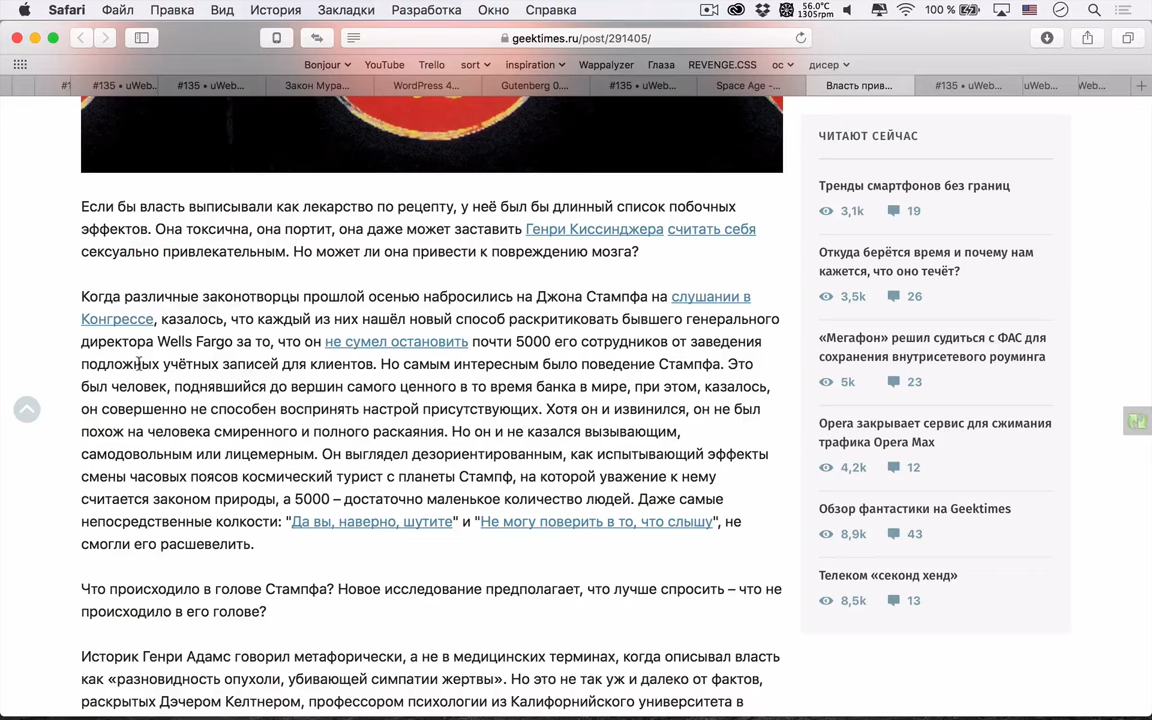 Safari Файл Правка Вид История Закладки Разработка Окно Справка 56.0°C 1305rpm 100 %
geektimes.ru/post/291405/
Bonjour YouTube Trello sort inspiration Wappalyzer Глаза REVENGE.CSS ос дисер
#1 #135 • uWeb... #135 • uWeb... Закон Мура... WordPress 4... Gutenberg 0.... #135 • uWeb... Space Age -... Власть прив... #135 • uWeb... uWeb... Web...
Если бы власть выписывали как лекарство по рецепту, у неё был бы длинный список побочных
эффектов. Она токсична, она портит, она даже может заставить Генри Киссинджера считать себя
сексуально привлекательным. Но может ли она привести к повреждению мозга?
Когда различные законотворцы прошлой осенью набросились на Джона Стампфа на слушании в
Конгрессе, казалось, что каждый из них нашёл новый способ раскритиковать бывшего генерального
директора Wells Fargo за то, что он не сумел остановить почти 5000 его сотрудников от заведения
подложных учётных записей для клиентов. Но самым интересным было поведение Стампфа. Это
был человек, поднявшийся до вершин самого ценного в то время банка в мире, при этом, казалось,
он совершенно не способен воспринять настрой присутствующих. Хотя он и извинился, он не был
похож на человека смиренного и полного раскаяния. Но он и не казался вызывающим,
самодовольным или лицемерным. Он выглядел дезориентированным, как испытывающий эффекты
смены часовых поясов космический турист с планеты Стампф, на которой уважение к нему
считается законом природы, а 5000 – достаточно маленькое количество людей. Даже самые
непосредственные колкости: "Да вы, наверно, шутите" и "Не могу поверить в то, что слышу", не
смогли его расшевелить.
Что происходило в голове Стампфа? Новое исследование предполагает, что лучше спросить – что не
происходило в его голове?
Историк Генри Адамс говорил метафорически, а не в медицинских терминах, когда описывал власть
как «разновидность опухоли, убивающей симпатии жертвы». Но это не так уж и далеко от фактов,
раскрытых Дэчером Келтнером, профессором психологии из Калифорнийского университета в
ЧИТАЮТ СЕЙЧАС
Тренды смартфонов без границ
3,1k 19
Откуда берётся время и почему нам
кажется, что оно течёт?
3,5k 26
«Мегафон» решил судиться с ФАС для
сохранения внутрисетевого роуминга
5k 23
Opera закрывает сервис для сжимания
трафика Opera Max
4,2k 12
Обзор фантастики на Geektimes
8,9k 43
Телеком «секонд хенд»
8,5k 13